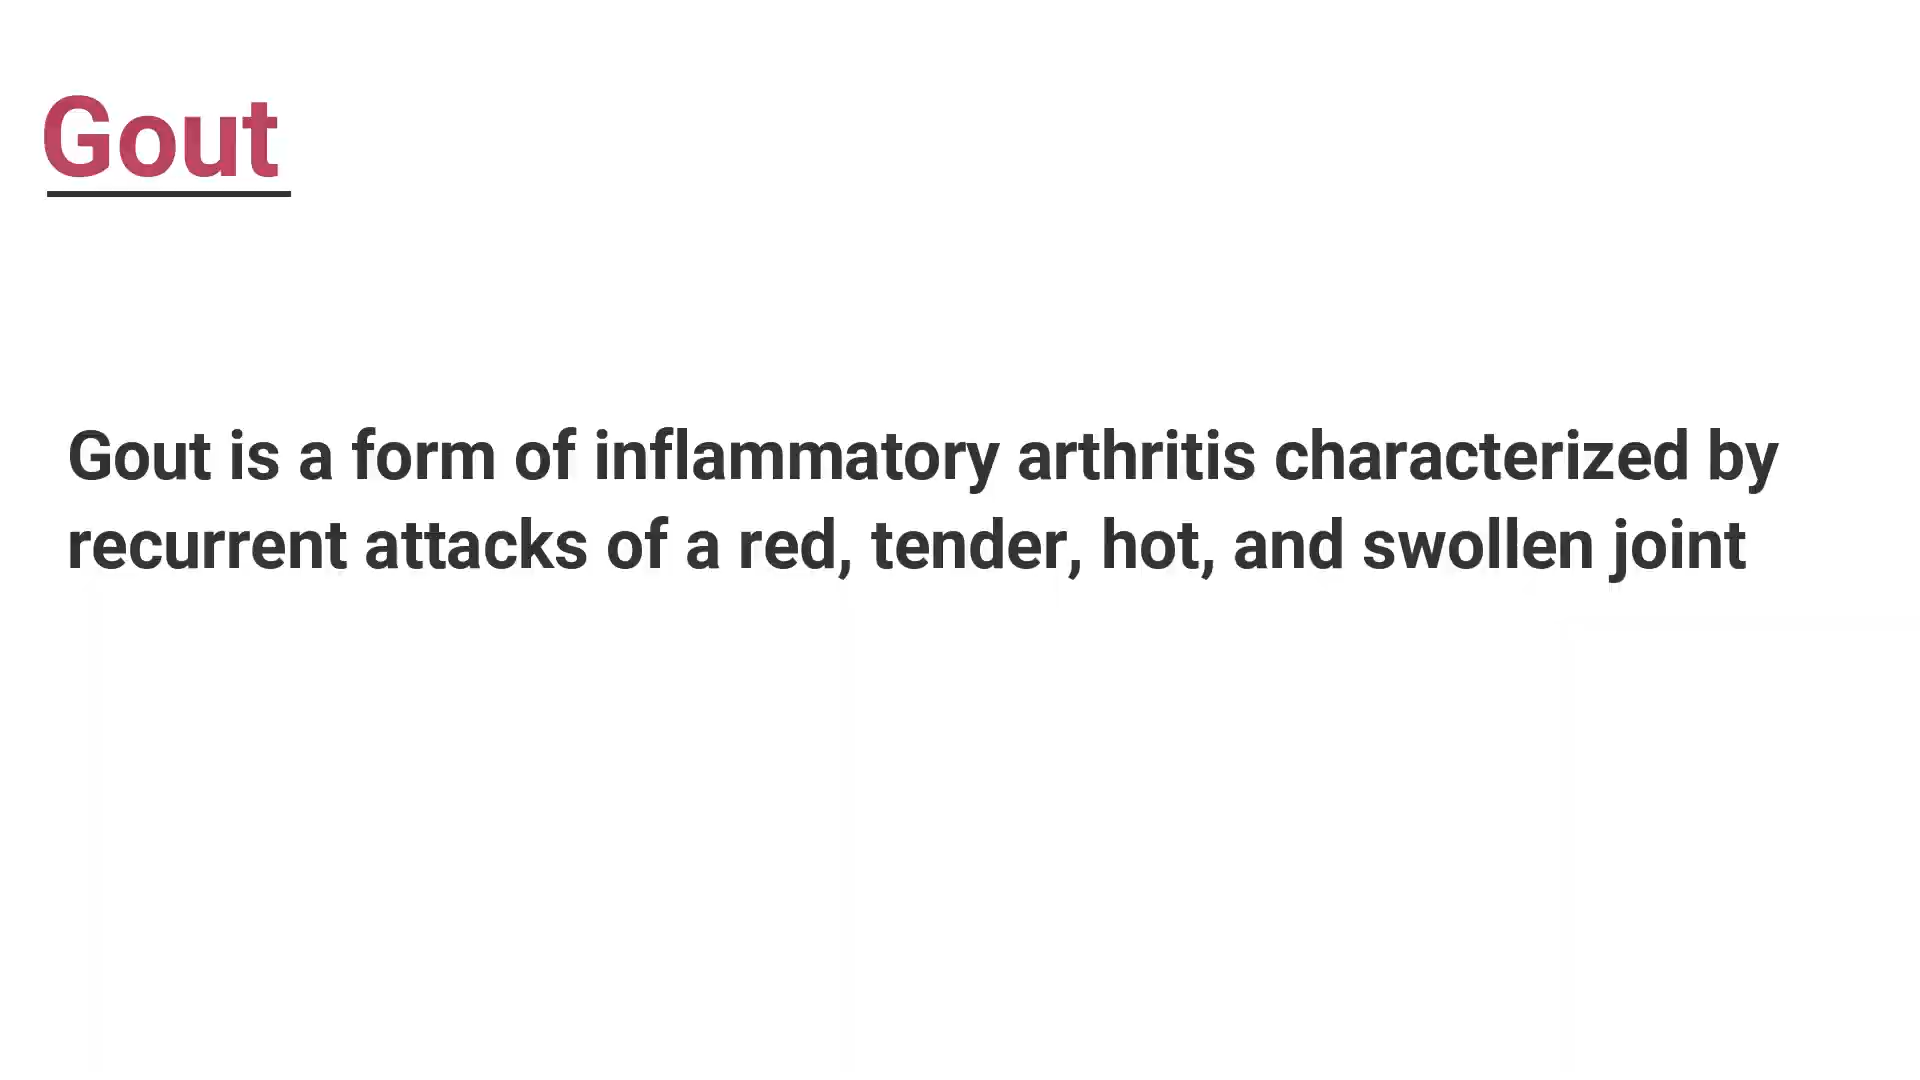 Gout
Gout is a form of inflammatory arthritis characterized by
recurrent attacks of a red, tender, hot, and swollen joint